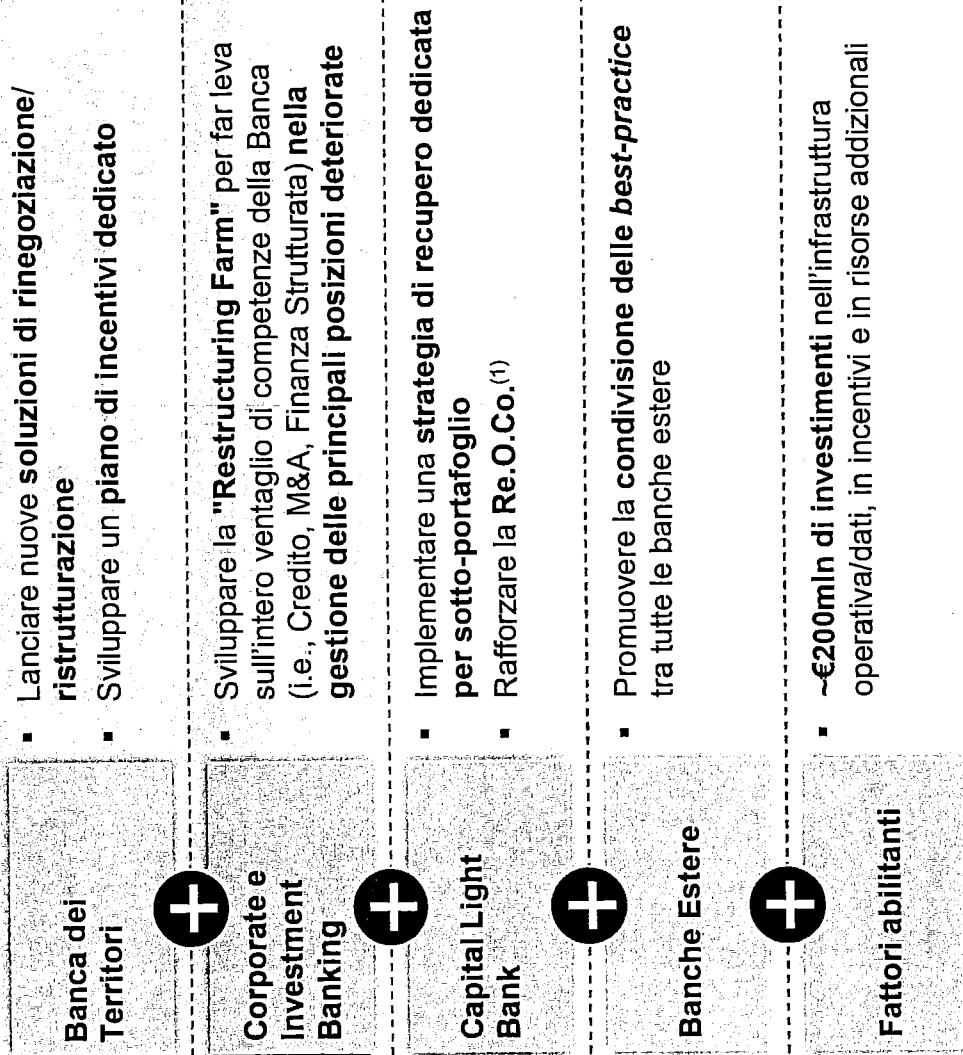 Banca dei
Territori
▪ Lanciare nuove soluzioni di rinegoziazione/
ristrutturazione
▪ Sviluppare un piano di incentivi dedicato
+
Corporate e
Investment
Banking
▪ Sviluppare la "Restructuring Farm" per far leva
sull'intero ventaglio di competenze della Banca
(i.e., Credito, M&A, Finanza Strutturata) nella
gestione delle principali posizioni deteriorate
+
Capital Light
Bank
▪ Implementare una strategia di recupero dedicata
per sotto-portafoglio
▪ Rafforzare la Re.O.Co.(1)
+
Banche Estere
▪ Promuovere la condivisione delle best-practice
tra tutte le banche estere
+
Fattori abilitanti
▪ ~€200mln di investimenti nell'infrastruttura
operativa/dati, in incentivi e in risorse addizionali